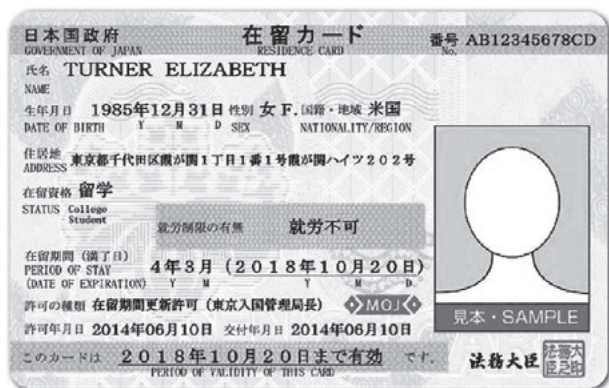 日本国政府 在留カード 番号 AB12345678CD
GOVERNMENT OF JAPAN RESIDENCE CARD No.
氏名 TURNER ELIZABETH
NAME
生年月日 1985年12月31日 性別 女 F. 国籍・地域 米国
DATE OF BIRTH Y M D SEX NATIONALITY/REGION
住居地 東京都千代田区霞が関1丁目1番1号霞が関ハイツ202号
ADDRESS
在留資格 留学
STATUS College Student
就労制限の有無 就労不可
在留期間(満了日) 4年3月(2018年10月20日)
PERIOD OF STAY
(DATE OF EXPIRATION) Y M Y M D
許可の種類 在留期間更新許可(東京入国管理局長) MOJ
見本・SAMPLE
許可年月日 2014年06月10日 交付年月日 2014年06月10日
このカードは 2018年10月20日まで有効 です。
PERIOD OF VALIDITY OF THIS CARD
法務大臣